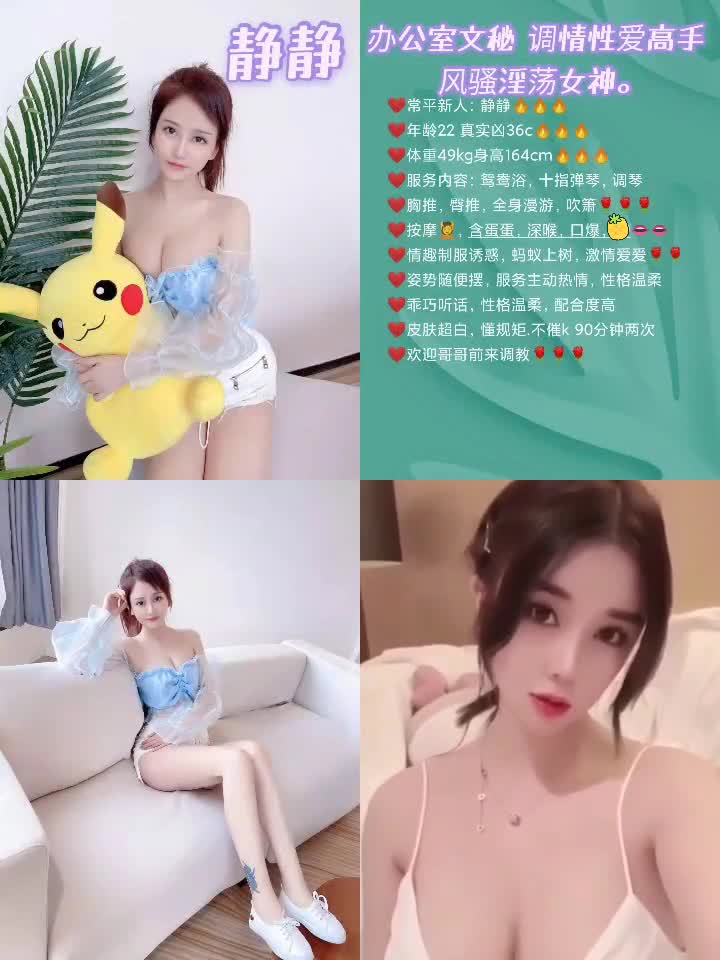 静静
办公室文秘 调情性爱高手
风骚淫荡女神。
❤️常平新人：静静🔥🔥🔥
❤️年龄22 真实凶36c🔥🔥🔥
❤️体重49kg身高164cm🔥🔥🔥
❤️服务内容：鸳鸯浴，十指弹琴，调琴
❤️胸推，臀推，全身漫游，吹箫🌹🌹🌹
❤️按摩💆，含蛋蛋，深喉，口爆，🍍👄👄
❤️情趣制服诱惑，蚂蚁上树，激情爱爱🌹🌹
❤️姿势随便摆，服务主动热情，性格温柔
❤️乖巧听话，性格温柔，配合度高
❤️皮肤超白，懂规矩.不催k 90分钟两次
❤️欢迎哥哥前来调教🌹🌹🌹